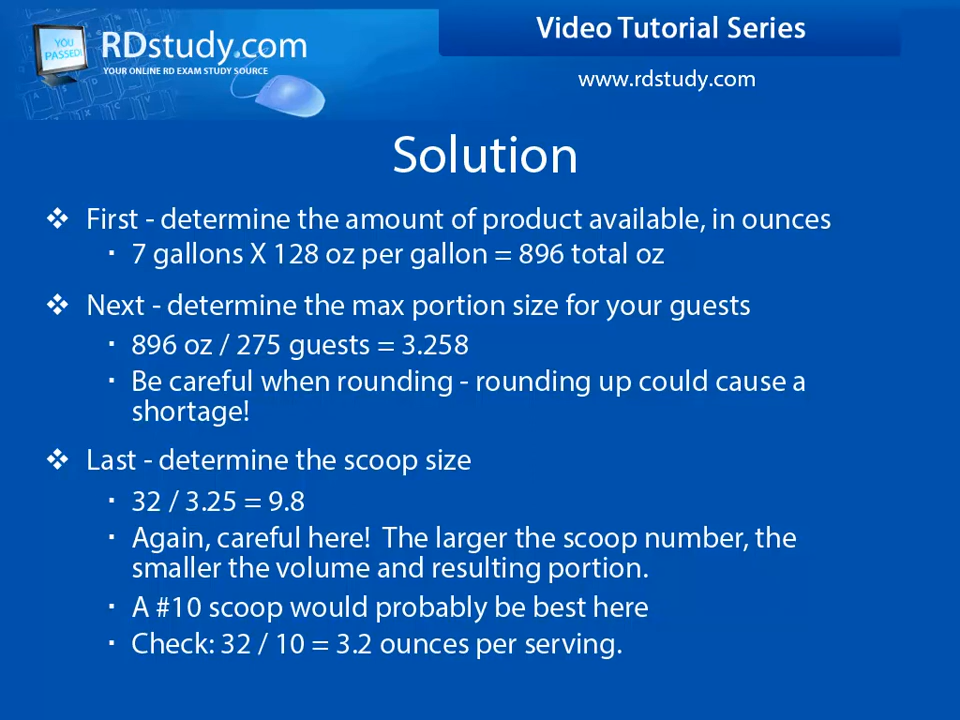 YOU
PASSED!
RDstudy.com
YOUR ONLINE RD EXAM STUDY SOURCE
Video Tutorial Series
www.rdstudy.com
Solution
❖ First - determine the amount of product available, in ounces
▪ 7 gallons X 128 oz per gallon = 896 total oz
❖ Next - determine the max portion size for your guests
▪ 896 oz / 275 guests = 3.258
▪ Be careful when rounding - rounding up could cause a
shortage!
❖ Last - determine the scoop size
▪ 32 / 3.25 = 9.8
▪ Again, careful here!  The larger the scoop number, the
smaller the volume and resulting portion.
▪ A #10 scoop would probably be best here
▪ Check: 32 / 10 = 3.2 ounces per serving.